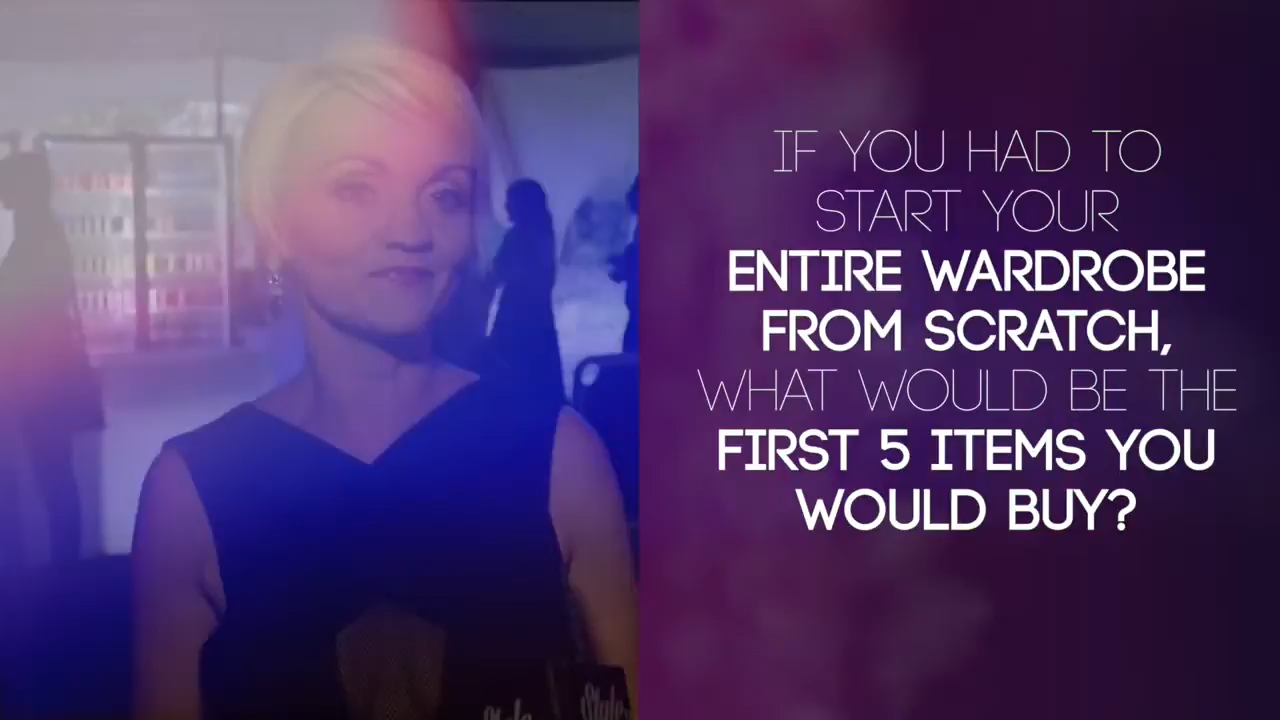 IF YOU HAD TO
START YOUR
ENTIRE WARDROBE
FROM SCRATCH,
WHAT WOULD BE THE
FIRST 5 ITEMS YOU
WOULD BUY?
Style